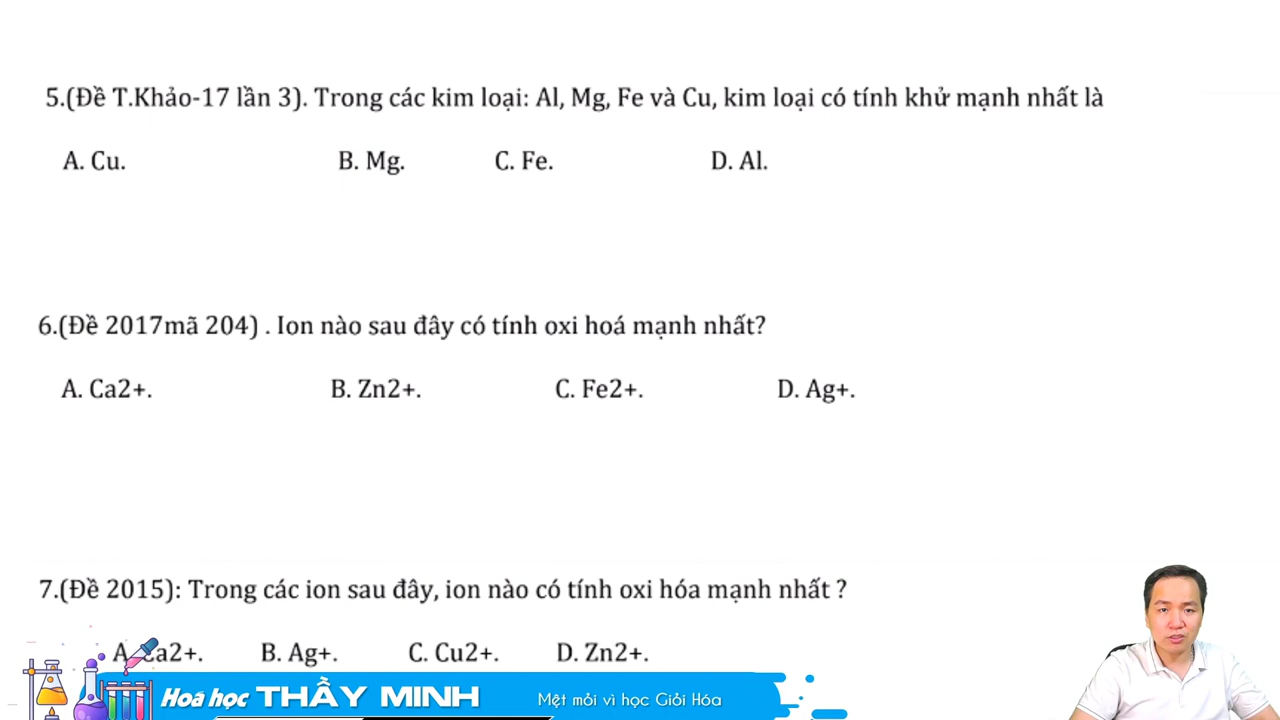 5.(Đề T.Khảo-17 lần 3). Trong các kim loại: Al, Mg, Fe và Cu, kim loại có tính khử mạnh nhất là
A. Cu. B. Mg. C. Fe. D. Al.
6.(Đề 2017mã 204) . Ion nào sau đây có tính oxi hoá mạnh nhất?
A. Ca2+. B. Zn2+. C. Fe2+. D. Ag+.
7.(Đề 2015): Trong các ion sau đây, ion nào có tính oxi hóa mạnh nhất ?
A. Ca2+. B. Ag+. C. Cu2+. D. Zn2+.
Hoá học THẦY MINH Mệt mỏi vì học Giỏi Hóa